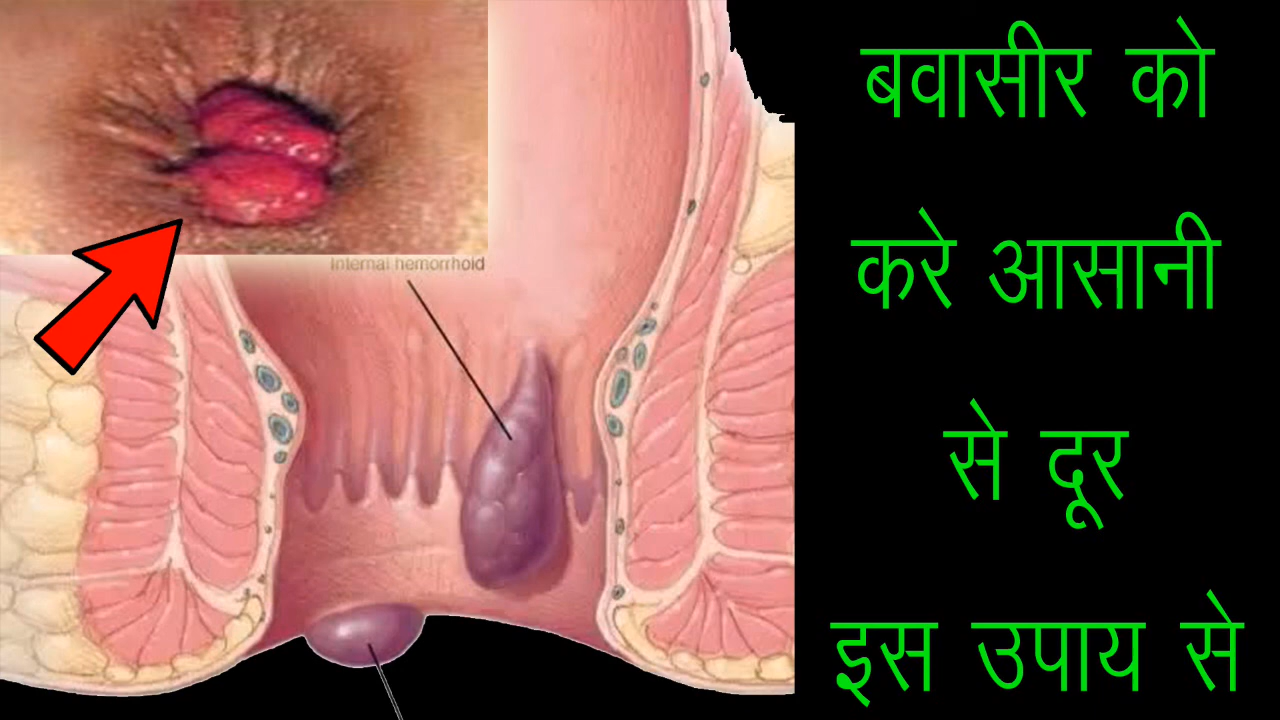 Internal hemorrhoid
बवासीर को
करे आसानी
से दूर
इस उपाय से